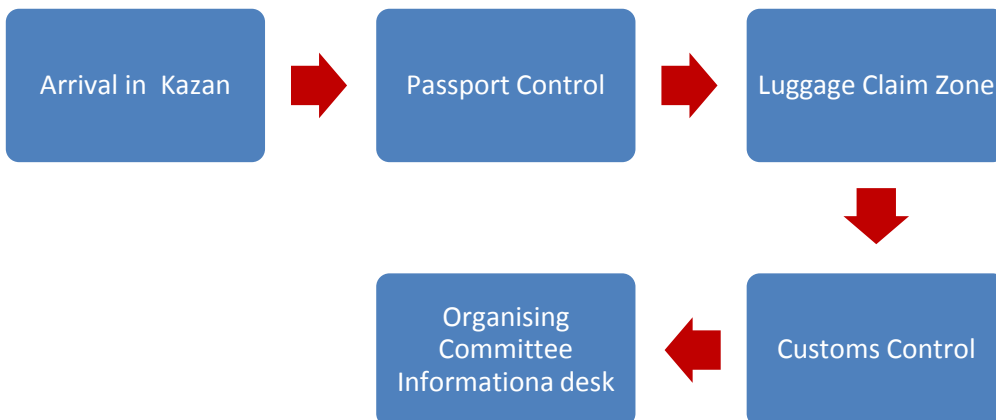 Arrival in Kazan
Passport Control
Luggage Claim Zone
Customs Control
Organising
Committee
Informationa desk